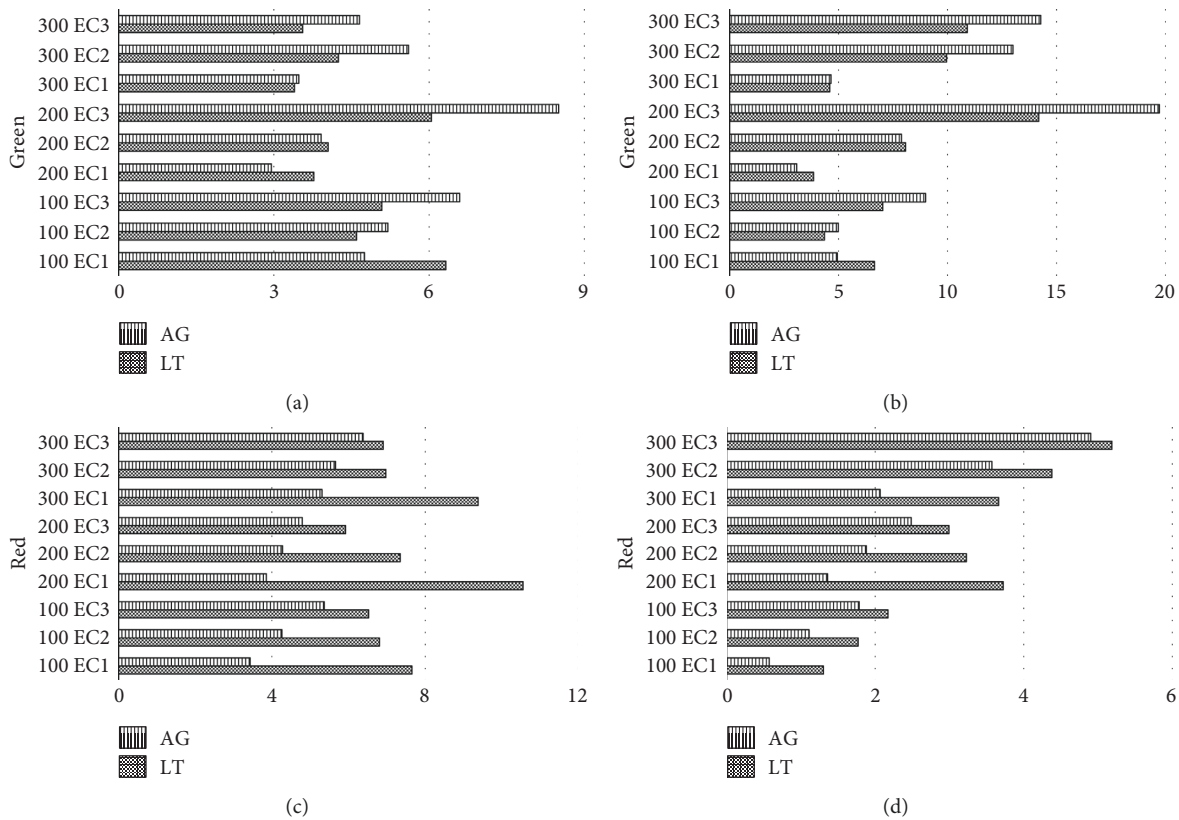 Green
300 EC3
300 EC2
300 EC1
200 EC3
200 EC2
200 EC1
100 EC3
100 EC2
100 EC1
0 3 6 9
AG
LT
(a)
Green
300 EC3
300 EC2
300 EC1
200 EC3
200 EC2
200 EC1
100 EC3
100 EC2
100 EC1
0 5 10 15 20
AG
LT
(b)
Red
300 EC3
300 EC2
300 EC1
200 EC3
200 EC2
200 EC1
100 EC3
100 EC2
100 EC1
0 4 8 12
AG
LT
(c)
Red
300 EC3
300 EC2
300 EC1
200 EC3
200 EC2
200 EC1
100 EC3
100 EC2
100 EC1
0 2 4 6
AG
LT
(d)